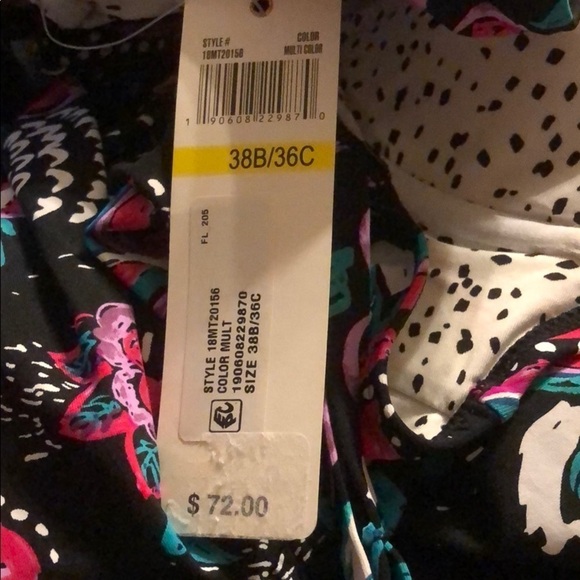 STYLE # COLOR
18MT20156 MULTI COLOR
1 90608 22987 0
38B/36C
FL 205
STYLE 18MT20156
COLOR MULT
190608229870
SIZE 38B/36C
$ 72.00